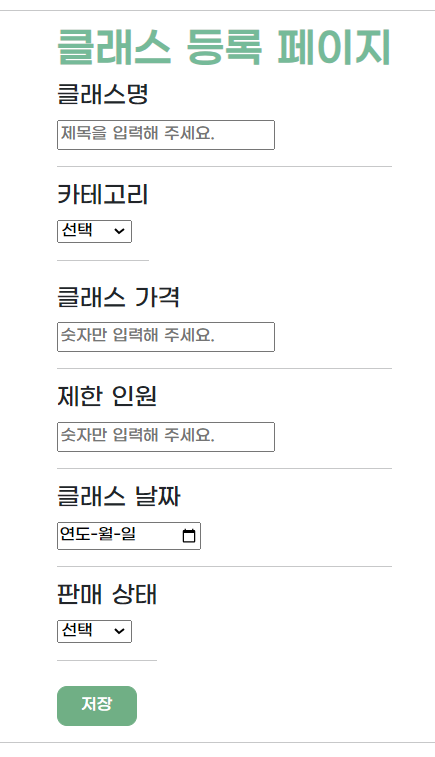 클래스 등록 페이지
클래스명
제목을 입력해 주세요.
카테고리
선택
클래스 가격
숫자만 입력해 주세요.
제한 인원
숫자만 입력해 주세요.
클래스 날짜
연도-월-일
판매 상태
선택
저장